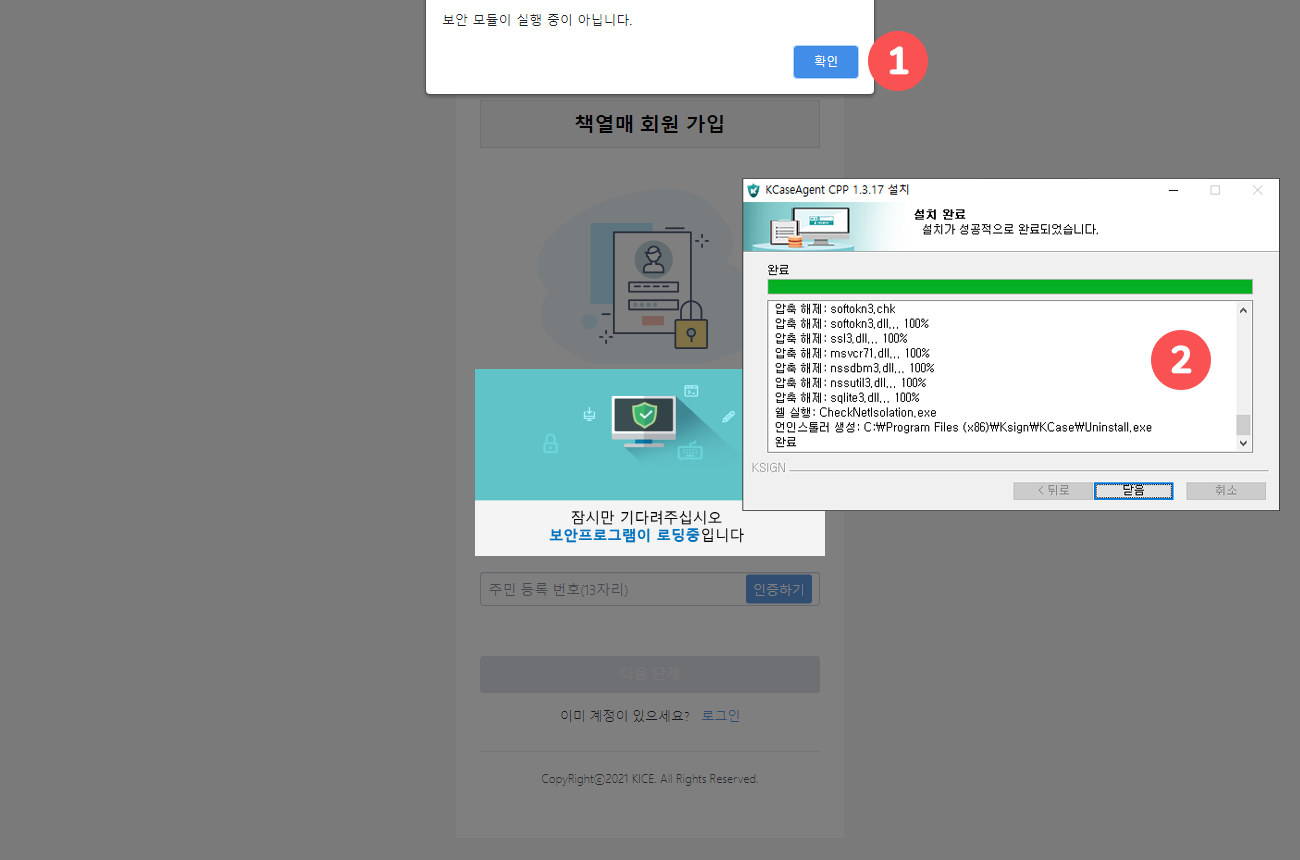 보안 모듈이 실행 중이 아닙니다.
확인
1
책열매 회원 가입
KCaseAgent CPP 1.3.17 설치
설치 완료
설치가 성공적으로 완료되었습니다.
완료
압축 해제: softokn3.chk
압축 해제: softokn3.dll... 100%
압축 해제: ssl3.dll... 100%
압축 해제: msvcr71.dll... 100%
압축 해제: nssdbm3.dll... 100%
압축 해제: nssutil3.dll... 100%
압축 해제: sqlite3.dll... 100%
쉘 실행: CheckNetIsolation.exe
언인스톨러 생성: C:\Program Files (x86)\Ksign\KCase\Uninstall.exe
완료
2
KSIGN
< 뒤로
닫음
취소
잠시만 기다려주십시오
보안프로그램이 로딩중입니다
주민 등록 번호(13자리)
인증하기
다음 단계
이미 계정이 있으세요? 로그인
CopyRightⓒ2021 KICE. All Rights Reserved.